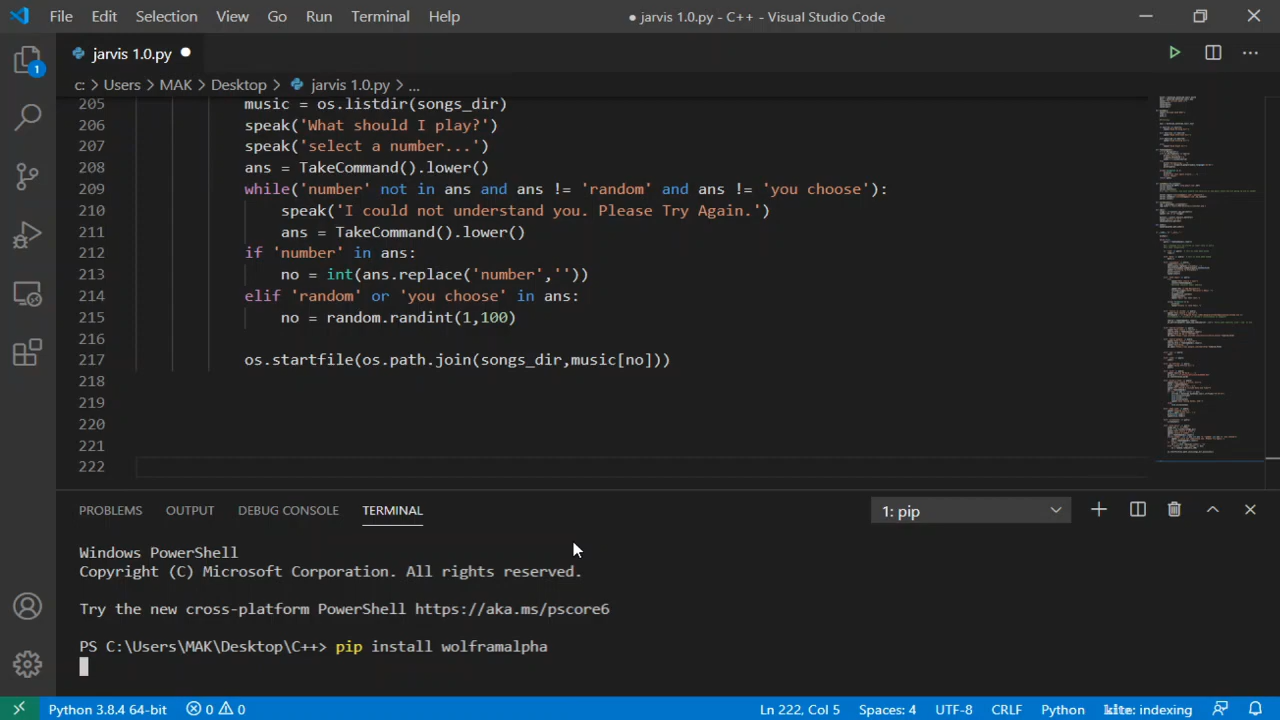 File Edit Selection View Go Run Terminal Help ● jarvis 1.0.py - C++ - Visual Studio Code
jarvis 1.0.py ●
c: > Users > MAK > Desktop > jarvis 1.0.py > ...
205 music = os.listdir(songs_dir)
206 speak('What should I play?')
207 speak('select a number...')
208 ans = TakeCommand().lower()
209 while('number' not in ans and ans != 'random' and ans != 'you choose'):
210 speak('I could not understand you. Please Try Again.')
211 ans = TakeCommand().lower()
212 if 'number' in ans:
213 no = int(ans.replace('number',''))
214 elif 'random' or 'you choose' in ans:
215 no = random.randint(1,100)
216
217 os.startfile(os.path.join(songs_dir,music[no]))
218
219
220
221
222
PROBLEMS OUTPUT DEBUG CONSOLE TERMINAL 1: pip
Windows PowerShell
Copyright (C) Microsoft Corporation. All rights reserved.
Try the new cross-platform PowerShell https://aka.ms/pscore6
PS C:\Users\MAK\Desktop\C++> pip install wolframalpha
1
Python 3.8.4 64-bit 0 0 Ln 222, Col 5 Spaces: 4 UTF-8 CRLF Python kite: indexing